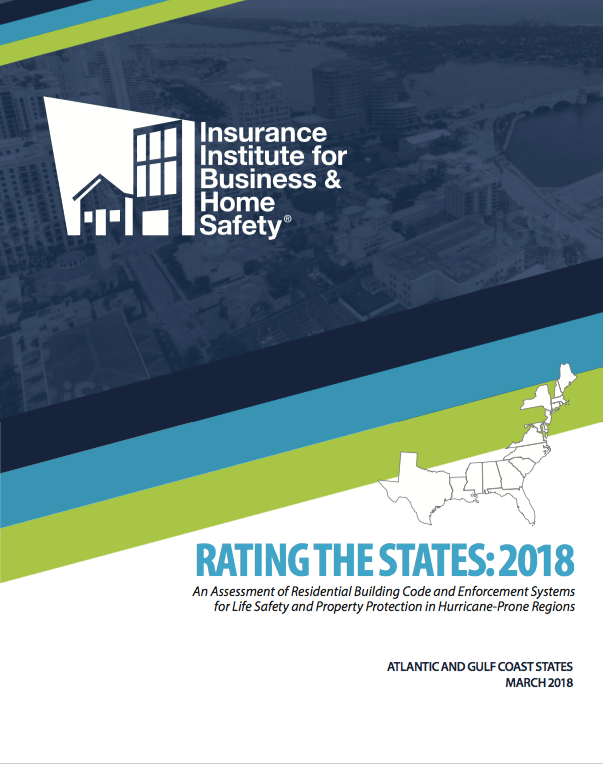 Insurance
Institute for
Business &
Home
Safety®
RATING THE STATES: 2018
An Assessment of Residential Building Code and Enforcement Systems
for Life Safety and Property Protection in Hurricane-Prone Regions
ATLANTIC AND GULF COAST STATES
MARCH 2018